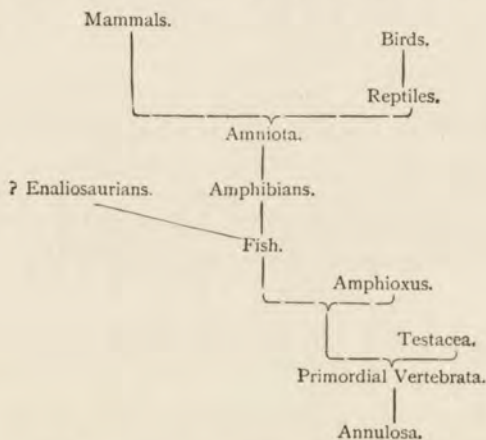 Mammals.
Birds.
Reptiles.
Amniota.
? Enaliosaurians. Amphibians.
Fish.
Amphioxus.
Testacea.
Primordial Vertebrata.
Annulosa.